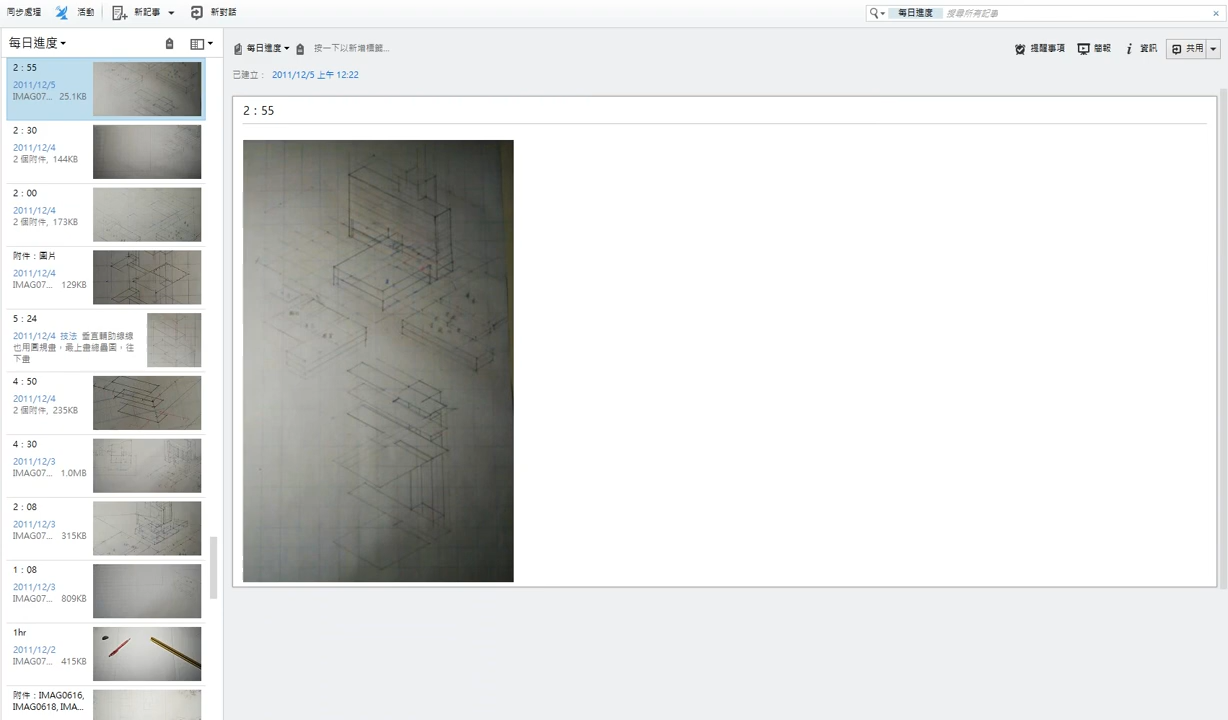 同步處理 活動 新記事 新對話 每日進度 搜尋所有記事
每日進度
2：55
2011/12/5
IMAG07... 25.1KB
2：30
2011/12/4
2 個附件, 144KB
2：00
2011/12/4
2 個附件, 173KB
附件：圖片
2011/12/4
IMAG07... 129KB
5：24
2011/12/4 技法 垂直輔助線線
也用圓規畫，最上畫總疊圖，往
下畫
4：50
2011/12/4
2 個附件, 235KB
4：30
2011/12/3
IMAG07... 1.0MB
2：08
2011/12/3
IMAG07... 315KB
1：08
2011/12/3
IMAG07... 809KB
1hr
2011/12/2
IMAG07... 415KB
附件：IMAG0616,
IMAG0618, IMA...
每日進度 按一下以新增標籤... 提醒事項 簡報 資訊 共用
已建立： 2011/12/5 上午 12:22
2：55